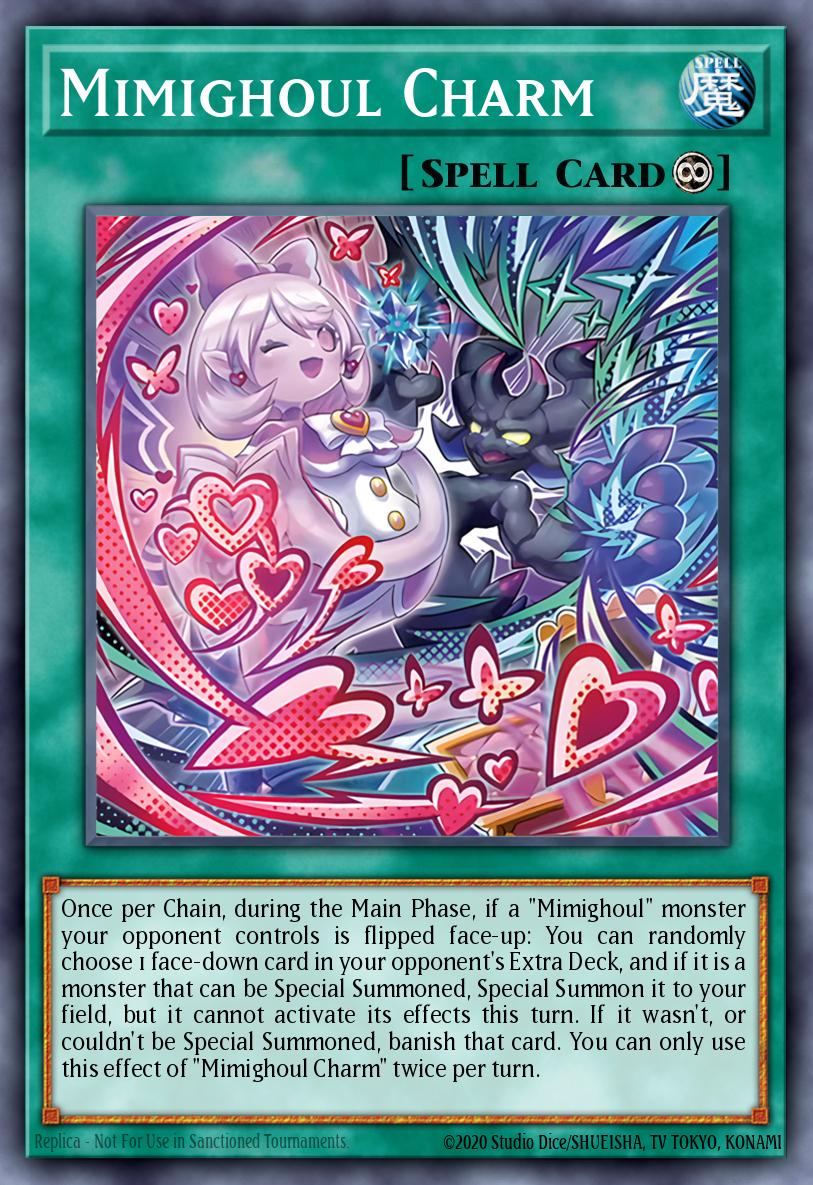 Mimighoul Charm
SPELL
魔
[Spell Card]
Once per Chain, during the Main Phase, if a "Mimighoul" monster
your opponent controls is flipped face-up: You can randomly
choose 1 face-down card in your opponent's Extra Deck, and if it is a
monster that can be Special Summoned, Special Summon it to your
field, but it cannot activate its effects this turn. If it wasn't, or
couldn't be Special Summoned, banish that card. You can only use
this effect of "Mimighoul Charm" twice per turn.
Replica - Not For Use in Sanctioned Tournaments.
©2020 Studio Dice/SHUEISHA, TV TOKYO, KONAMI